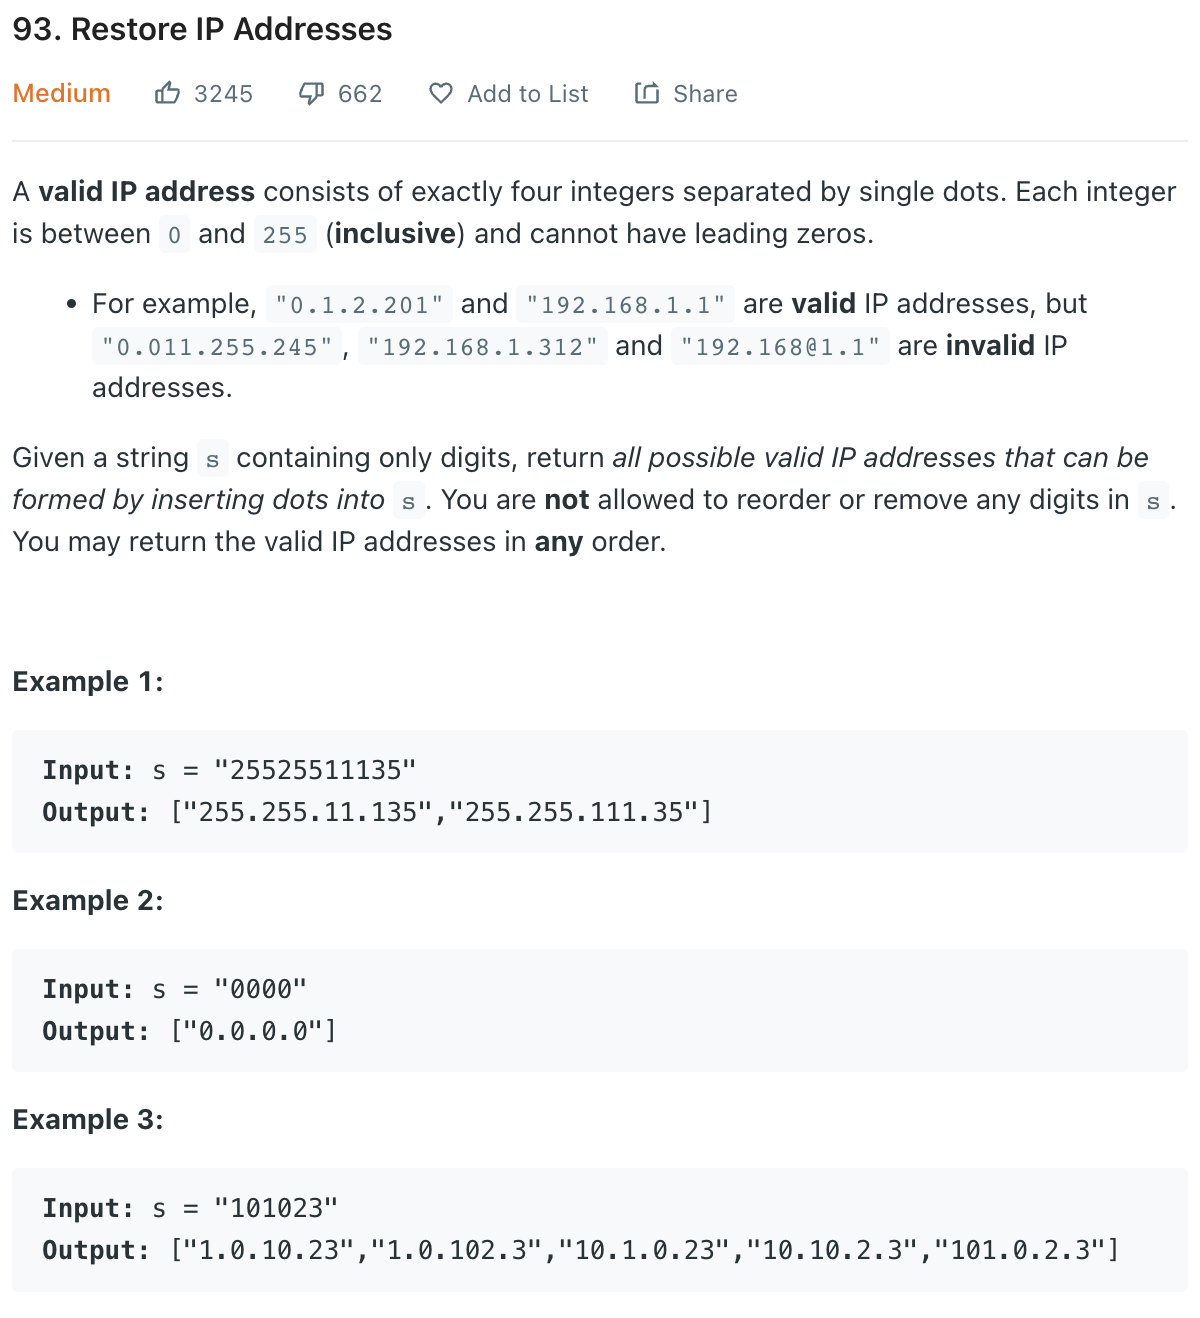 93. Restore IP Addresses
Medium 3245 662 Add to List Share
A valid IP address consists of exactly four integers separated by single dots. Each integer
is between 0 and 255 (inclusive) and cannot have leading zeros.
• For example, "0.1.2.201" and "192.168.1.1" are valid IP addresses, but
"0.011.255.245", "192.168.1.312" and "192.168@1.1" are invalid IP
addresses.
Given a string s containing only digits, return all possible valid IP addresses that can be
formed by inserting dots into s. You are not allowed to reorder or remove any digits in s.
You may return the valid IP addresses in any order.
Example 1:
Input: s = "25525511135"
Output: ["255.255.11.135","255.255.111.35"]
Example 2:
Input: s = "0000"
Output: ["0.0.0.0"]
Example 3:
Input: s = "101023"
Output: ["1.0.10.23","1.0.102.3","10.1.0.23","10.10.2.3","101.0.2.3"]